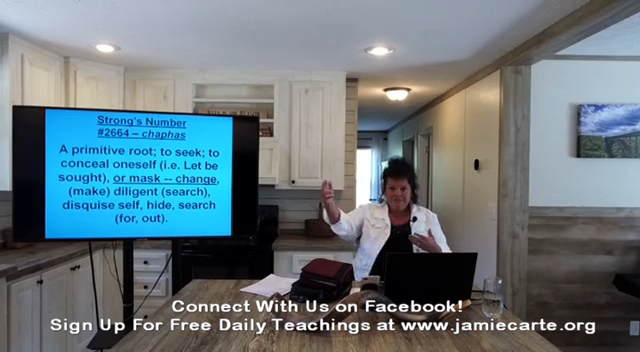 Strong's Number
#2664 – chaphas
A primitive root; to seek; to
conceal oneself (i.e. Let be
sought), or mask -- change,
(make) diligent (search),
disquise self, hide, search
(for, out).
Connect With Us on Facebook!
Sign Up For Free Daily Teachings at www.jamiecarte.org